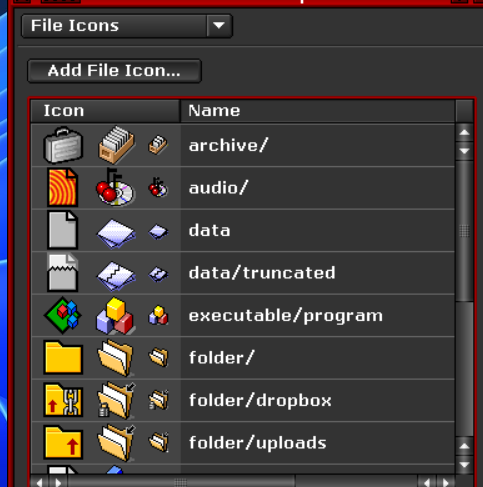 File Icons
Add File Icon...
Icon Name
archive/
audio/
data
data/truncated
executable/program
folder/
folder/dropbox
folder/uploads